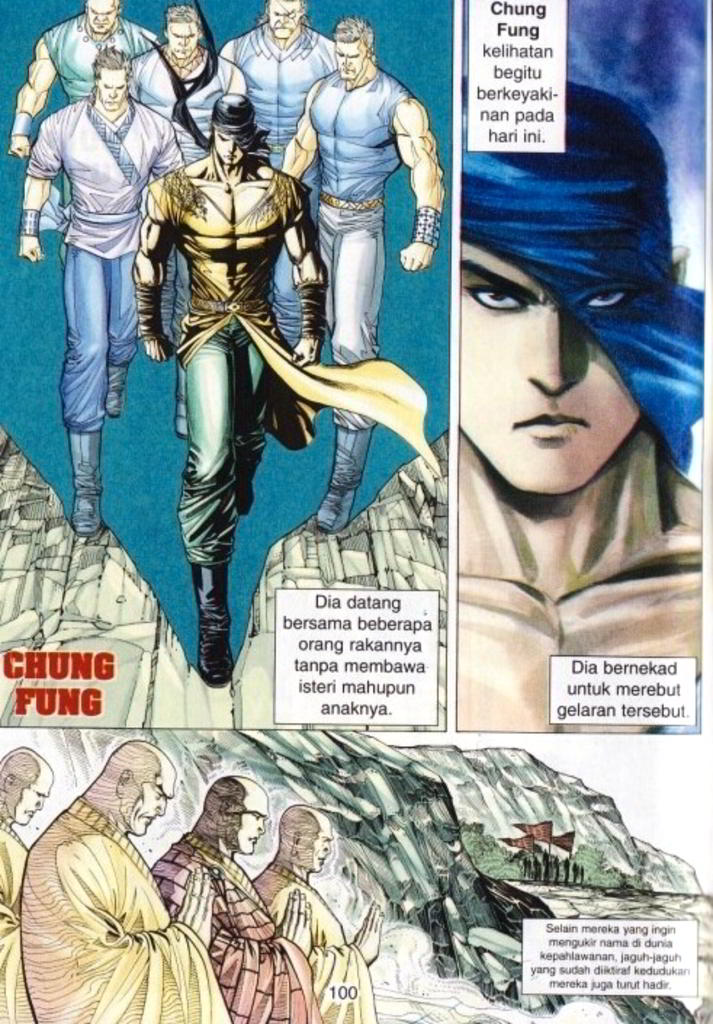 Dia datang
bersama beberapa
orang rakannya
tanpa membawa
isteri mahupun
anaknya.
CHUNG
FUNG
Chung
Fung
kelihatan
begitu
berkeyaki-
nan pada
hari ini.
Dia bernekad
untuk merebut
gelaran tersebut.
Selain mereka yang ingin
mengukir nama di dunia
kepahlawanan, jaguh-jaguh
yang sudah diiktiraf kedudukan
mereka juga turut hadir.
100